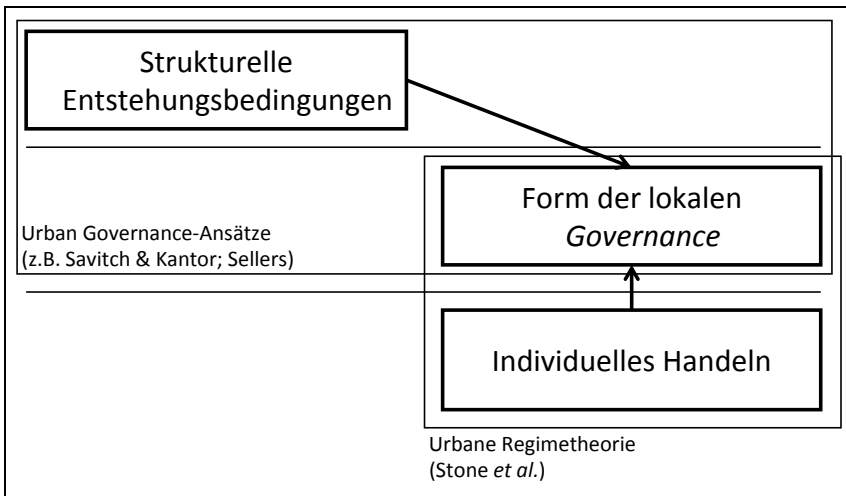 Strukturelle
Entstehungsbedingungen
Form der lokalen
Governance
Urban Governance-Ansätze
(z.B. Savitch & Kantor; Sellers)
Individuelles Handeln
Urbane Regimetheorie
(Stone et al.)